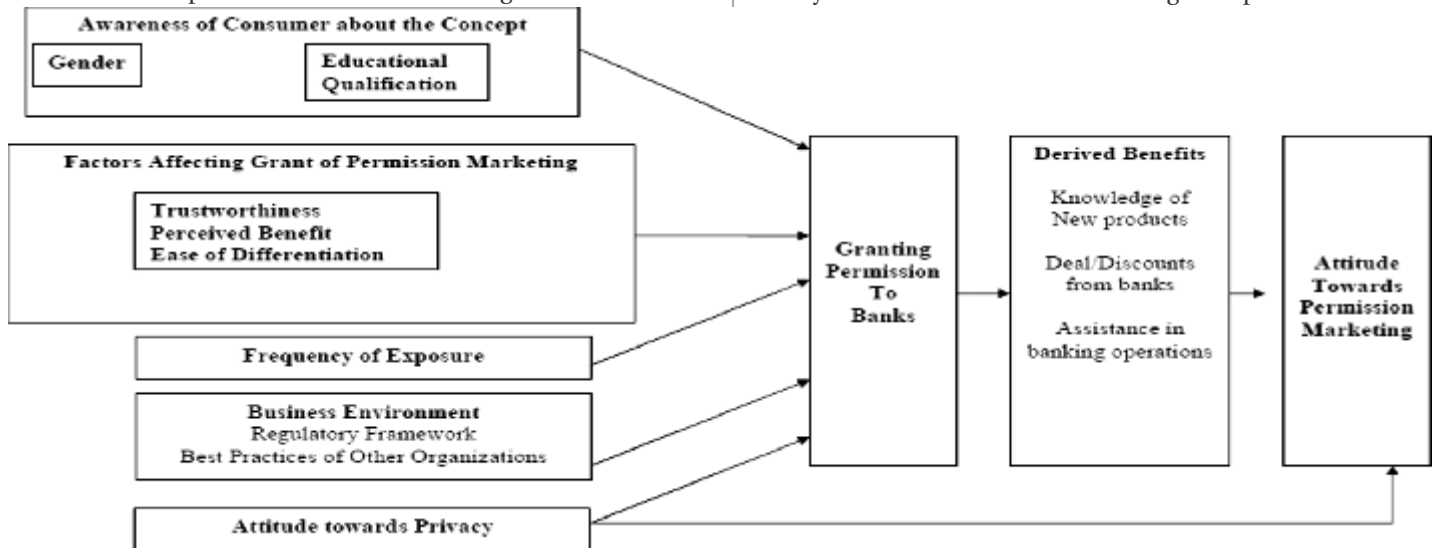 Awareness of Consumer about the Concept
Gender
Educational
Qualification
Factors Affecting Grant of Permission Marketing
Trustworthiness
Perceived Benefit
Ease of Differentiation
Frequency of Exposure
Business Environment
Regulatory Framework
Best Practices of Other Organizations
Attitude towards Privacy
Granting
Permission
To
Banks
Derived Benefits
Knowledge of
New products
Deal/Discounts
from banks
Assistance in
banking operations
Attitude
Towards
Permission
Marketing